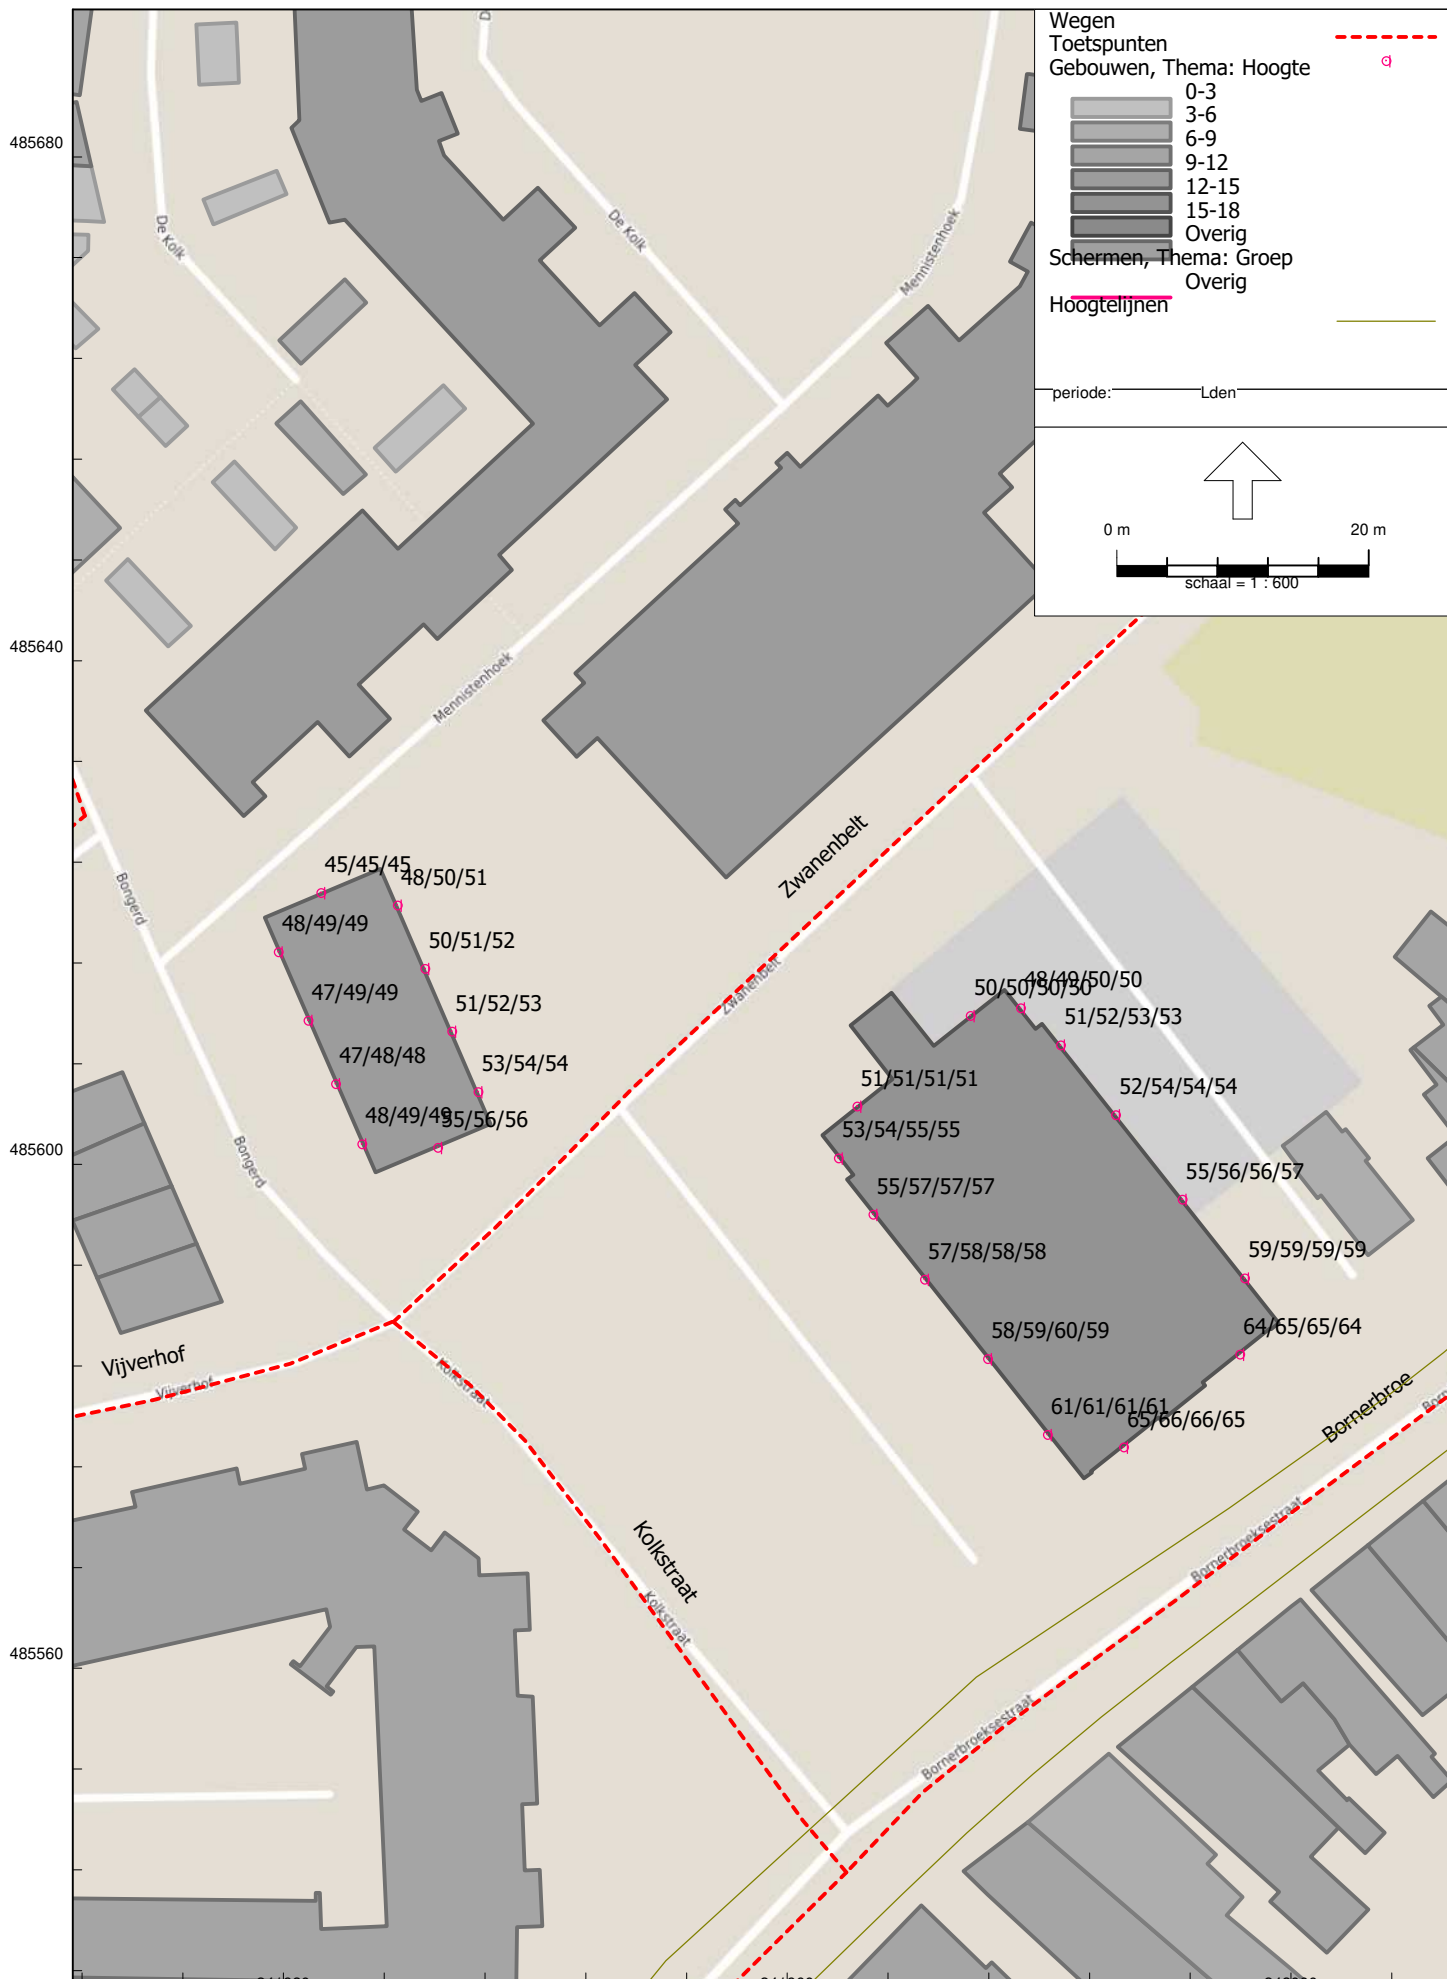 Wegen
Toetspunten
Gebouwen, Thema: Hoogte
0-3
3-6
6-9
9-12
12-15
15-18
Overig
Schermen, Thema: Groep
Overig
Hoogtelijnen
periode: Lden
0 m 20 m
schaal = 1 : 600
485680
485640
485600
485560
D
De Kolk
De Kolk
Mennistenhoek
Mennistenhoek
Bongerd
Bongerd
Zwanenbelt
Zwanenbelt
45/45/45
48/50/51
48/49/49
50/51/52
47/49/49
51/52/53
47/48/48
53/54/54
48/49/49
55/56/56
48/49/50/50
50/50/50/50
51/52/53/53
51/51/51/51
52/54/54/54
53/54/55/55
55/56/56/57
55/57/57/57
57/58/58/58
59/59/59/59
58/59/60/59
64/65/65/64
61/61/61/61
65/66/66/65
Vijverhof
Vijverhof
Kolkstraat
Kolkstraat
Kolkstraat
Bornerbroe
Born
Bornerbroeksestraat
Bornerbroeksestraat